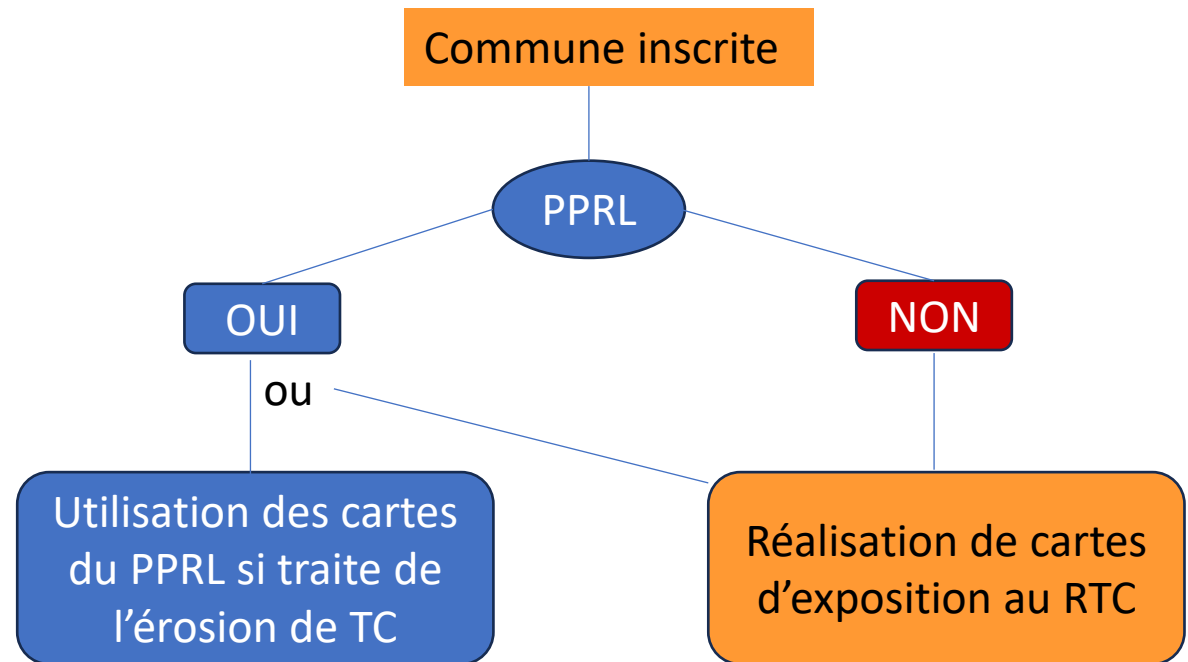 Commune inscrite
PPRL
OUI
NON
ou
Utilisation des cartes
du PPRL si traite de
l’érosion de TC
Réalisation de cartes
d’exposition au RTC